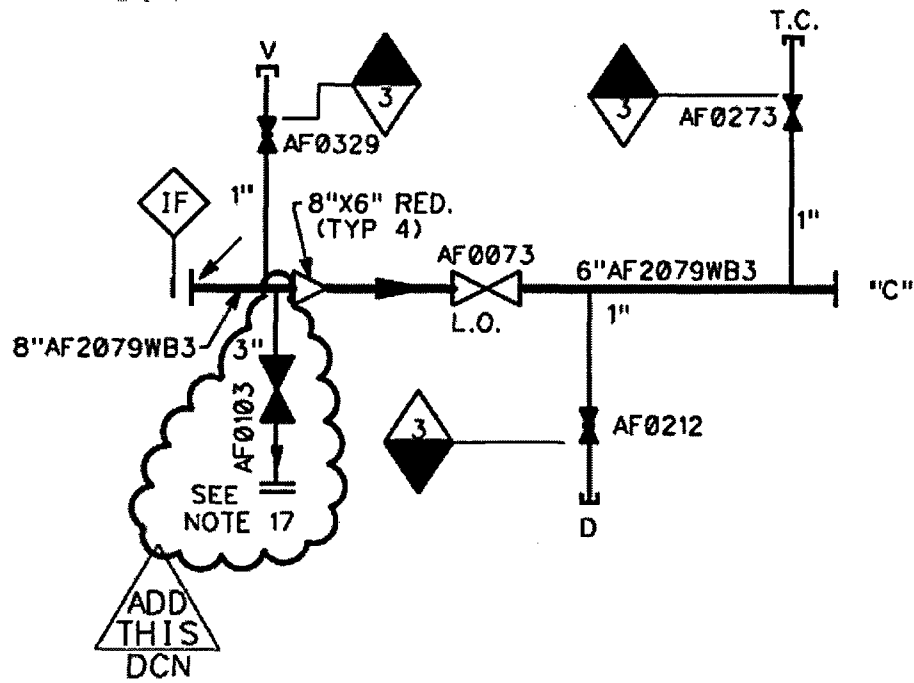 T.C.
V
3
3
AF0329
AF0273
IF
1"
8"X6" RED.
(TYP 4)
1"
AF0073
6"AF2079WB3
"C"
L.O.
1"
8"AF2079WB3
3"
AF0103
3
AF0212
SEE
NOTE 17
D
ADD
THIS
DCN